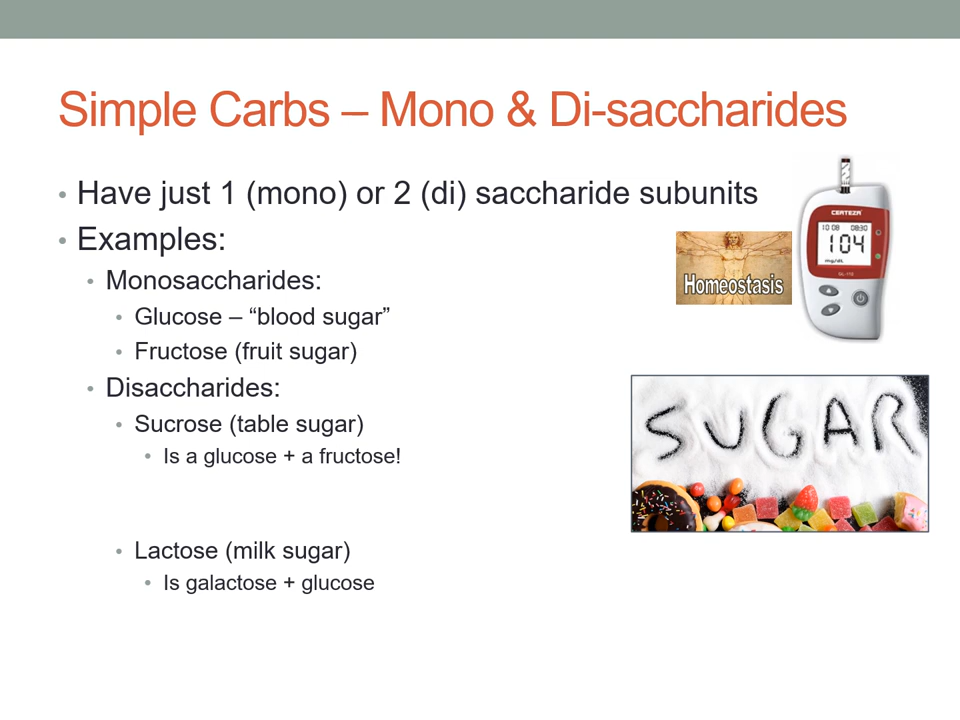 Simple Carbs – Mono & Di-saccharides
• Have just 1 (mono) or 2 (di) saccharide subunits
• Examples:
• Monosaccharides:
• Glucose – “blood sugar”
• Fructose (fruit sugar)
• Disaccharides:
• Sucrose (table sugar)
• Is a glucose + a fructose!
• Lactose (milk sugar)
• Is galactose + glucose
Homeostasis
CERTEZA
10 08 08:30
104
mg/dL
GL-110
SUGAR